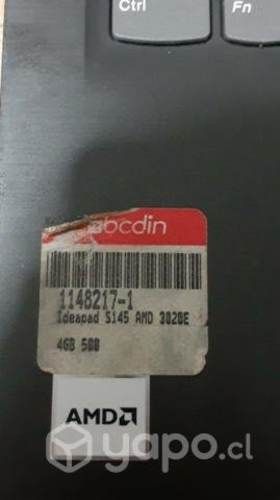 Ctrl
Fn
abcdin
1148217-1
Ideapad S145 AMD 3020E
4GB 500
AMD
yapo.cl